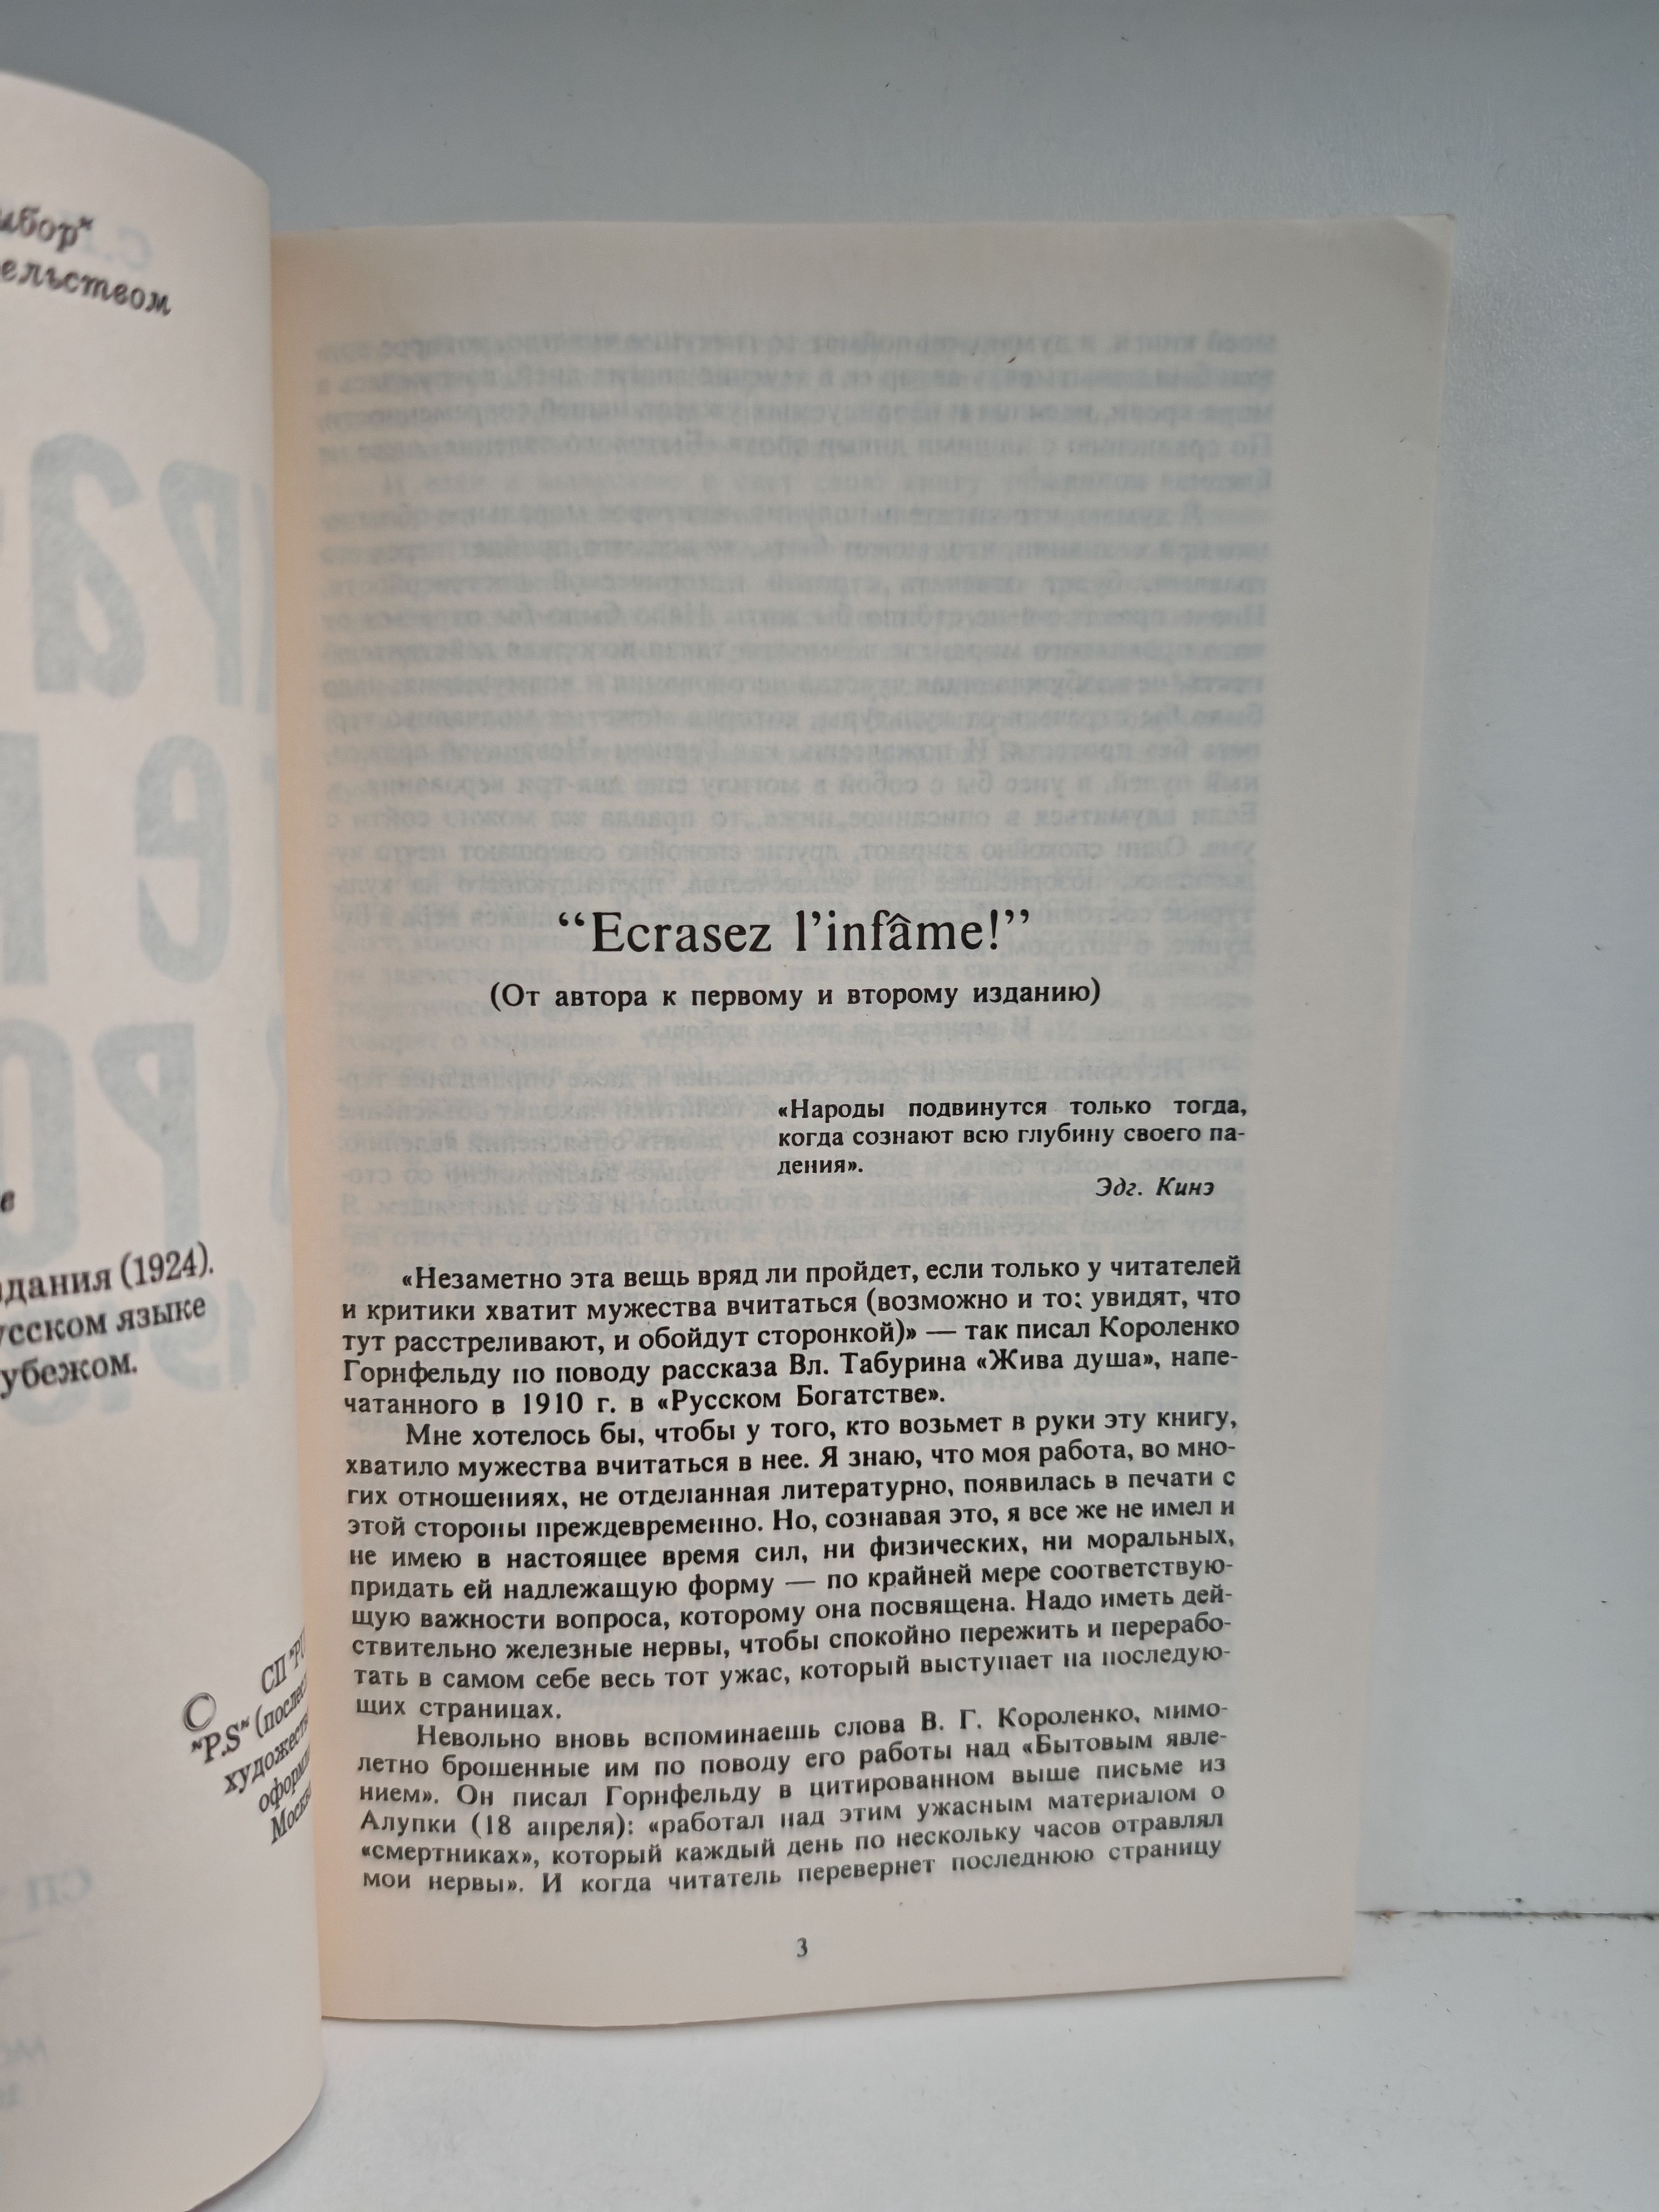 ельством
дания (1924).
усском языке
убежом.
©
СП
"P.S"
“Ecrasez l’infâme!”
(От автора к первому и второму изданию)
«Народы подвинутся только тогда,
когда сознают всю глубину своего па-
дения».
Эдг. Кинэ
«Незаметно эта вещь вряд ли пройдет, если только у читателей
и критики хватит мужества вчитаться (возможно и то: увидят, что
тут расстреливают, и обойдут сторонкой)» — так писал Короленко
Горнфельду по поводу рассказа Вл. Табурина «Жива душа», напе-
чатанного в 1910 г. в «Русском Богатстве».
Мне хотелось бы, чтобы у того, кто возьмет в руки эту книгу,
хватило мужества вчитаться в нее. Я знаю, что моя работа, во мно-
гих отношениях, не отделанная литературно, появилась в печати с
этой стороны преждевременно. Но, сознавая это, я все же не имел и
не имею в настоящее время сил, ни физических, ни моральных,
придать ей надлежащую форму — по крайней мере соответствую-
щую важности вопроса, которому она посвящена. Надо иметь дей-
ствительно железные нервы, чтобы спокойно пережить и перерабо-
тать в самом себе весь тот ужас, который выступает на последую-
щих страницах.
Невольно вновь вспоминаешь слова В. Г. Короленко, мимо-
летно брошенные им по поводу его работы над «Бытовым явле-
нием». Он писал Горнфельду в цитированном выше письме из
Алупки (18 апреля): «работал над этим ужасным материалом о
«смертниках», который каждый день по нескольку часов отравлял
мои нервы». И когда читатель перевернет последнюю страницу
3